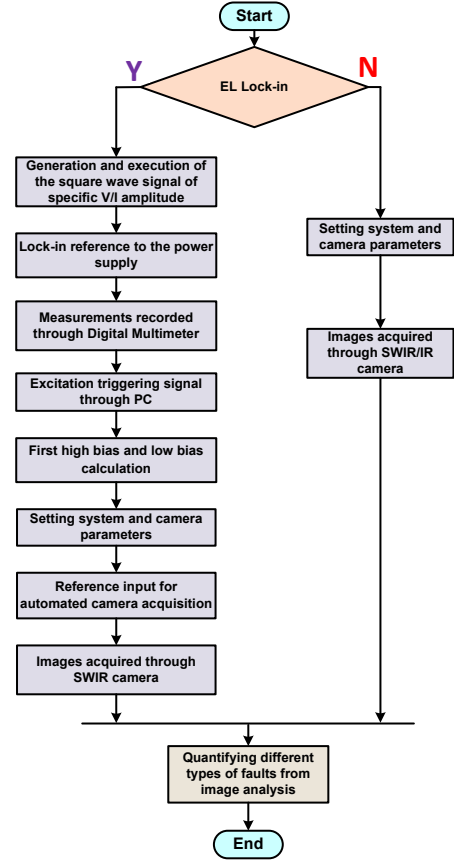 Start
EL Lock-in
Y
N
Generation and execution of
the square wave signal of
specific V/I amplitude
Lock-in reference to the power
supply
Measurements recorded
through Digital Multimeter
Excitation triggering signal
through PC
First high bias and low bias
calculation
Setting system and camera
parameters
Reference input for
automated camera acquisition
Images acquired through
SWIR camera
Setting system and
camera parameters
Images acquired
through SWIR/IR
camera
Quantifying different
types of faults from
image analysis
End